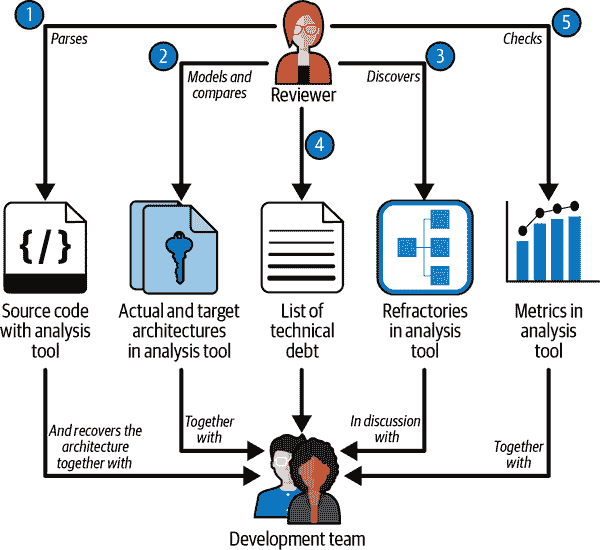 1
Parses
2
Models and
compares
Reviewer
Discovers
3
4
Checks
5
{/}
Source code
with analysis
tool
Actual and target
architectures
in analysis tool
List of
technical
debt
Refractories
in analysis
tool
Metrics in
analysis
tool
And recovers the
architecture
together with
Together
with
In discussion
with
Together
with
Development team